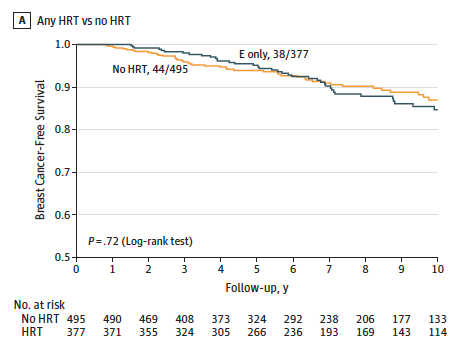 A Any HRT vs no HRT
1.0
0.9
0.8
0.7
0.6
0.5
Breast Cancer-Free Survival
E only, 38/377
No HRT, 44/495
P=.72 (Log-rank test)
0 1 2 3 4 5 6 7 8 9 10
Follow-up, y
No. at risk
No HRT 495 490 469 408 373 324 292 238 206 177 133
HRT 377 371 355 324 305 266 236 193 169 143 114